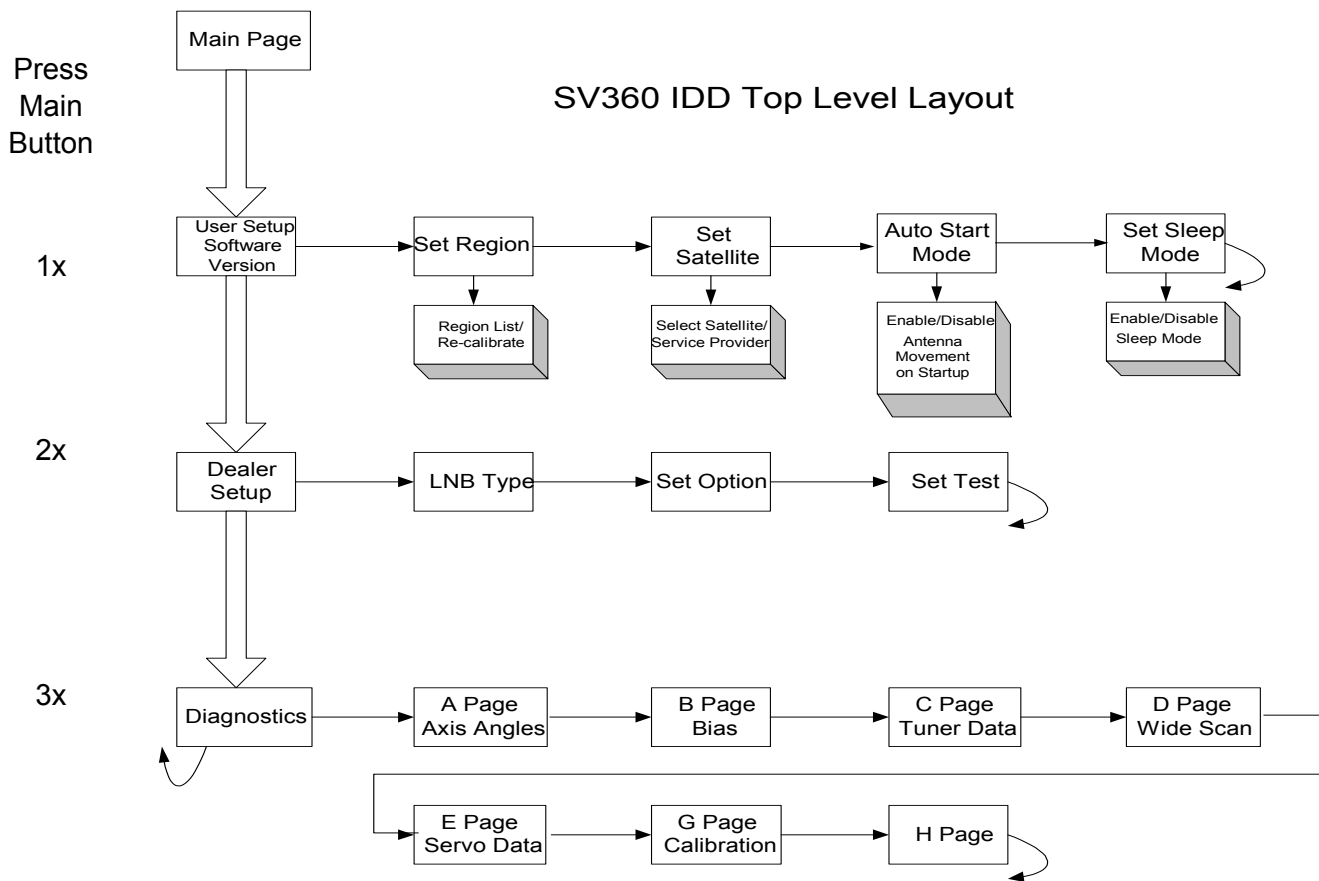 Main Page
Press
Main
Button
SV360 IDD Top Level Layout
1x
User Setup
Software
Version
Set Region
Set
Satellite
Auto Start
Mode
Set Sleep
Mode
Region List/
Re-calibrate
Select Satellite/
Service Provider
Enable/Disable
Antenna
Movement
on Startup
Enable/Disable
Sleep Mode
2x
Dealer
Setup
LNB Type
Set Option
Set Test
3x
Diagnostics
A Page
Axis Angles
B Page
Bias
C Page
Tuner Data
D Page
Wide Scan
E Page
Servo Data
G Page
Calibration
H Page